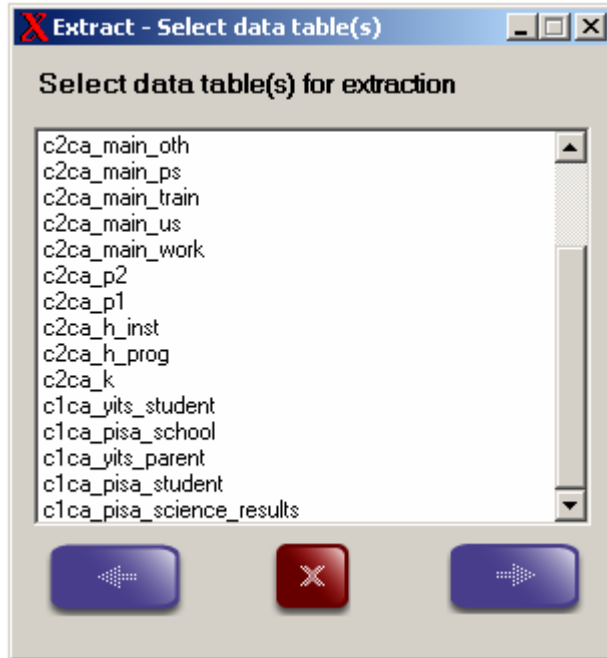 Extract - Select data table(s)
Select data table(s) for extraction
c2ca_main_oth
c2ca_main_ps
c2ca_main_train
c2ca_main_us
c2ca_main_work
c2ca_p2
c2ca_p1
c2ca_h_inst
c2ca_h_prog
c2ca_k
c1ca_yits_student
c1ca_pisa_school
c1ca_yits_parent
c1ca_pisa_student
c1ca_pisa_science_results